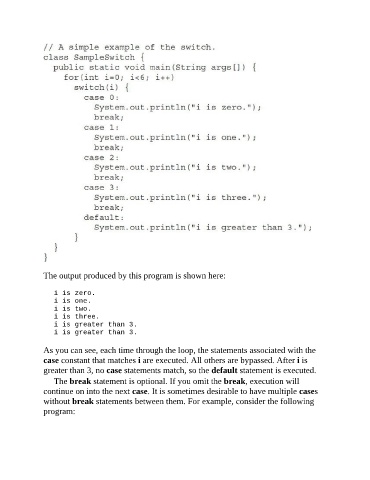 // A simple example of the switch.
class SampleSwitch {
  public static void main(String args[]) {
    for(int i=0; i<6; i++)
      switch(i) {
        case 0:
          System.out.println("i is zero.");
          break;
        case 1:
          System.out.println("i is one.");
          break;
        case 2:
          System.out.println("i is two.");
          break;
        case 3:
          System.out.println("i is three.");
          break;
        default:
          System.out.println("i is greater than 3.");
      }
  }
}
The output produced by this program is shown here:
i is zero.
i is one.
i is two.
i is three.
i is greater than 3.
i is greater than 3.
As you can see, each time through the loop, the statements associated with the
case constant that matches i are executed. All others are bypassed. After i is
greater than 3, no case statements match, so the default statement is executed.
The break statement is optional. If you omit the break, execution will
continue on into the next case. It is sometimes desirable to have multiple cases
without break statements between them. For example, consider the following
program: